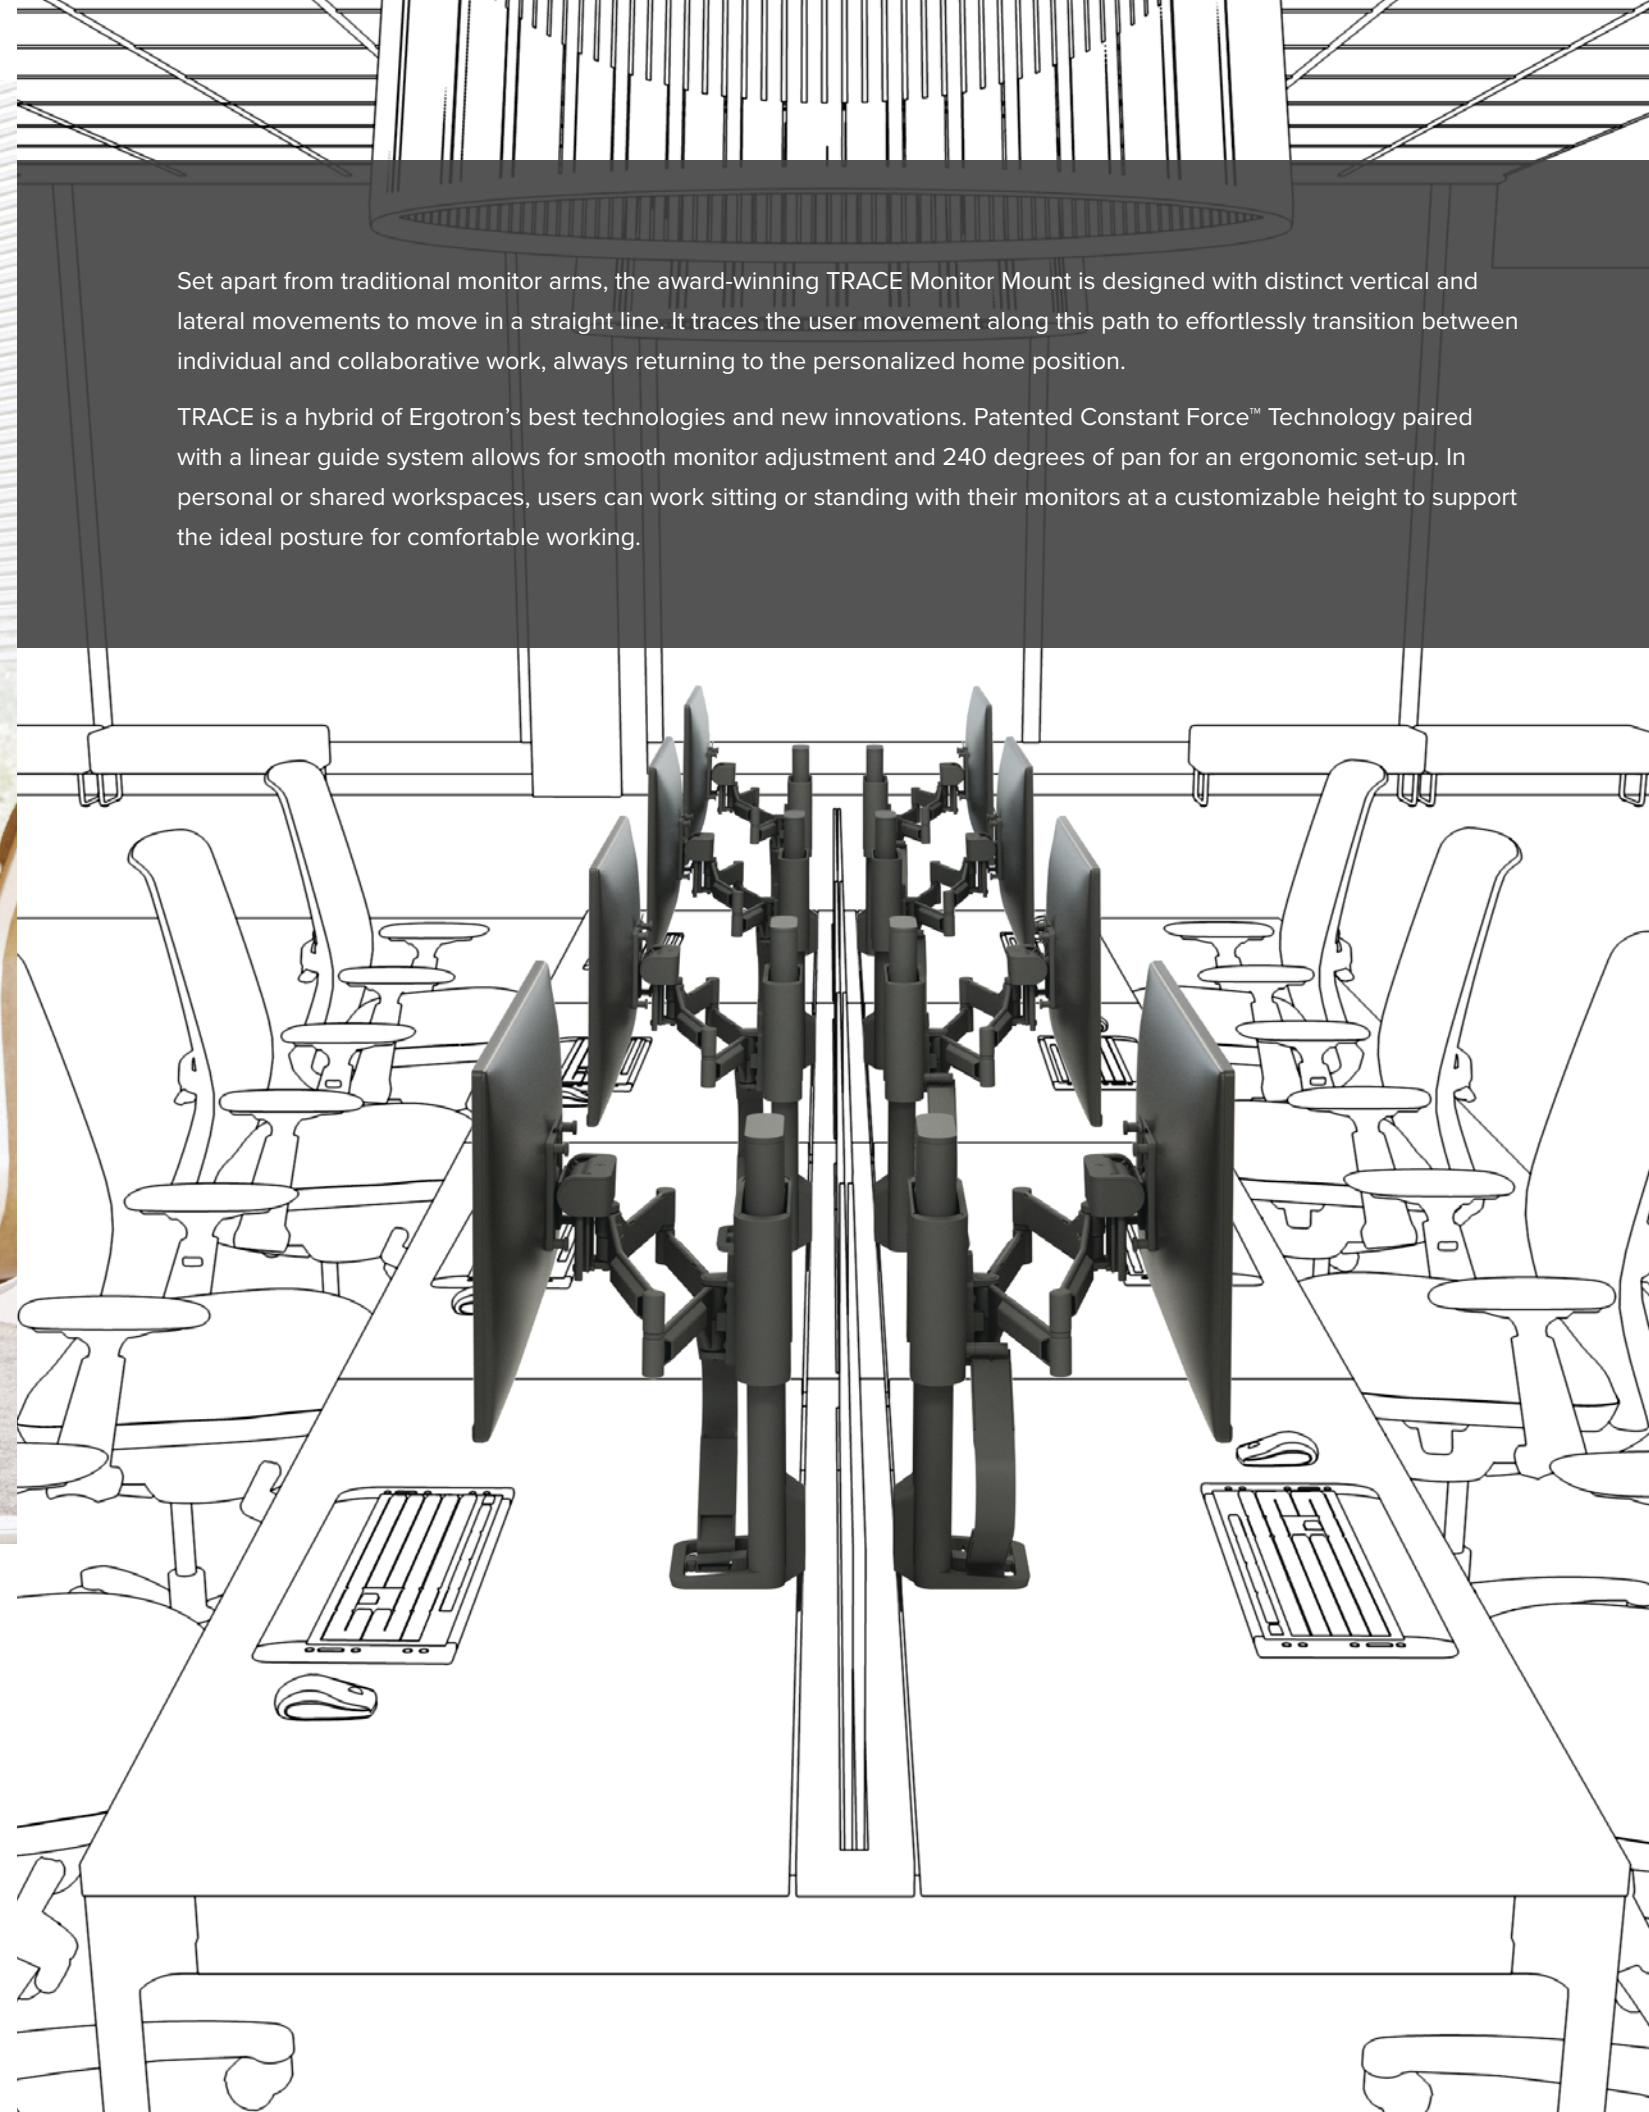 Set apart from traditional monitor arms, the award-winning TRACE Monitor Mount is designed with distinct vertical and
lateral movements to move in a straight line. It traces the user movement along this path to effortlessly transition between
individual and collaborative work, always returning to the personalized home position.
TRACE is a hybrid of Ergotron’s best technologies and new innovations. Patented Constant Force™ Technology paired
with a linear guide system allows for smooth monitor adjustment and 240 degrees of pan for an ergonomic set-up. In
personal or shared workspaces, users can work sitting or standing with their monitors at a customizable height to support
the ideal posture for comfortable working.